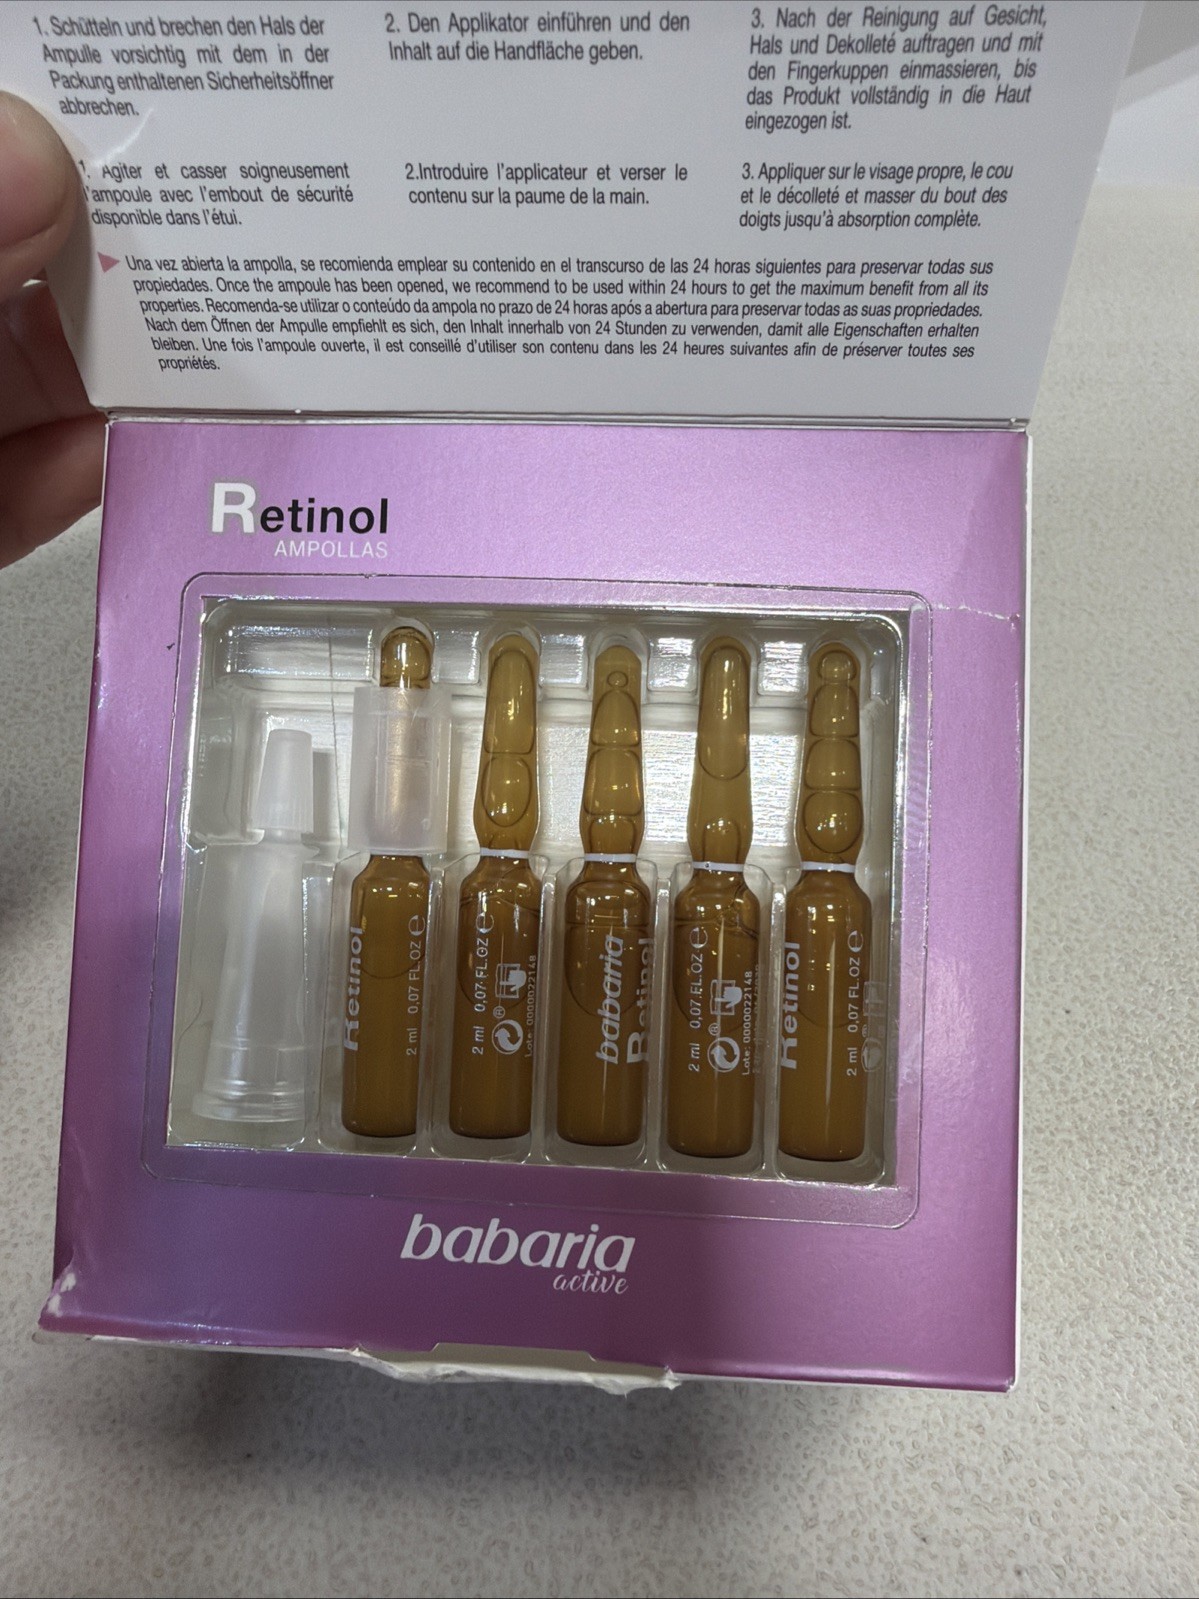 1. Schütteln und brechen den Hals der
Ampulle vorsichtig mit dem in der
Packung enthaltenen Sicherheitsöffner
abbrechen.
2. Den Applikator einführen und den
Inhalt auf die Handfläche geben.
3. Nach der Reinigung auf Gesicht,
Hals und Dekolleté auftragen und mit
den Fingerkuppen einmassieren, bis
das Produkt vollständig in die Haut
eingezogen ist.
1. Agiter et casser soigneusement
l'ampoule avec l'embout de sécurité
disponible dans l'étui.
2.Introduire l'applicateur et verser le
contenu sur la paume de la main.
3. Appliquer sur le visage propre, le cou
et le décolleté et masser du bout des
doigts jusqu'à absorption complète.
Una vez abierta la ampolla, se recomienda emplear su contenido en el transcurso de las 24 horas siguientes para preservar todas sus
propiedades. Once the ampoule has been opened, we recommend to be used within 24 hours to get the maximum benefit from all its
properties. Recomenda-se utilizar o conteúdo da ampola no prazo de 24 horas após a abertura para preservar todas as suas propriedades.
Nach dem Öffnen der Ampulle empfiehlt es sich, den Inhalt innerhalb von 24 Stunden zu verwenden, damit alle Eigenschaften erhalten
bleiben. Une fois l'ampoule ouverte, il est conseillé d'utiliser son contenu dans les 24 heures suivantes afin de préserver toutes ses
propriétés.
Retinol
AMPOLLAS
Retinol
2 ml 0,07 FL.OZ e
2 ml 0,07 FL.OZ e
Lote: 0000022148
babaria
Retinol
2 ml 0,07 FL.OZ e
Lote: 0000022148
Retinol
2 ml 0,07 FL.OZ e
babaria
active